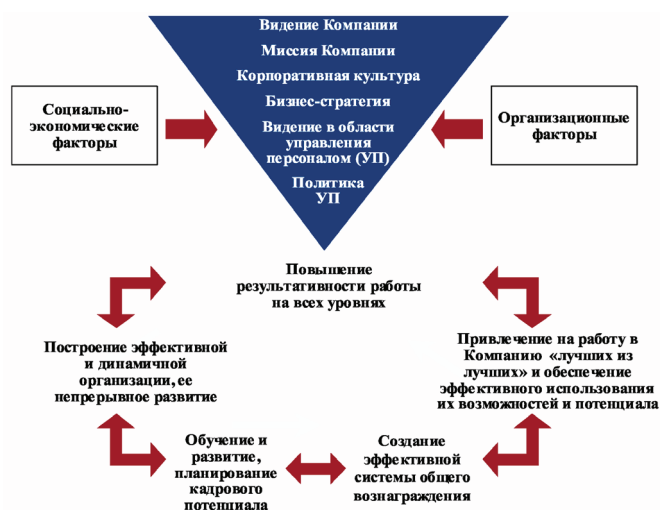 Видение Компании
Миссия Компании
Корпоративная культура
Бизнес-стратегия
Видение в области
управления
персоналом (УП)
Политика
УП
Социально-
экономические
факторы
Организационные
факторы
Повышение
результативности работы
на всех уровнях
Построение эффективной
и динамичной
организации, ее
непрерывное развитие
Привлечение на работу в
Компанию «лучших из
лучших» и обеспечение
эффективного использования
их возможностей и потенциала
Обучение и
развитие,
планирование
кадрового
потенциала
Создание
эффективной
системы общего
вознаграждения